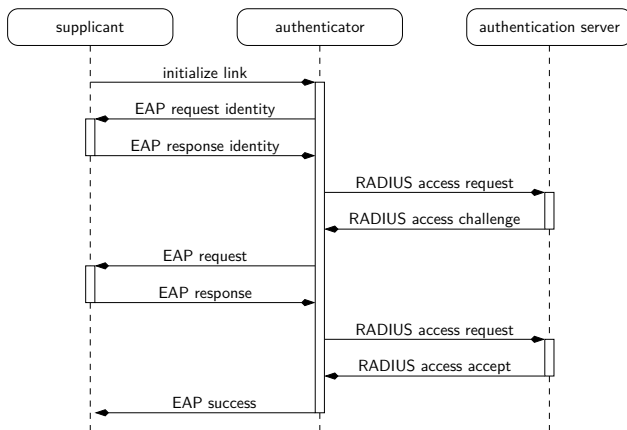 supplicant
authenticator
authentication server
initialize link
EAP request identity
EAP response identity
RADIUS access request
RADIUS access challenge
EAP request
EAP response
RADIUS access request
RADIUS access accept
EAP success